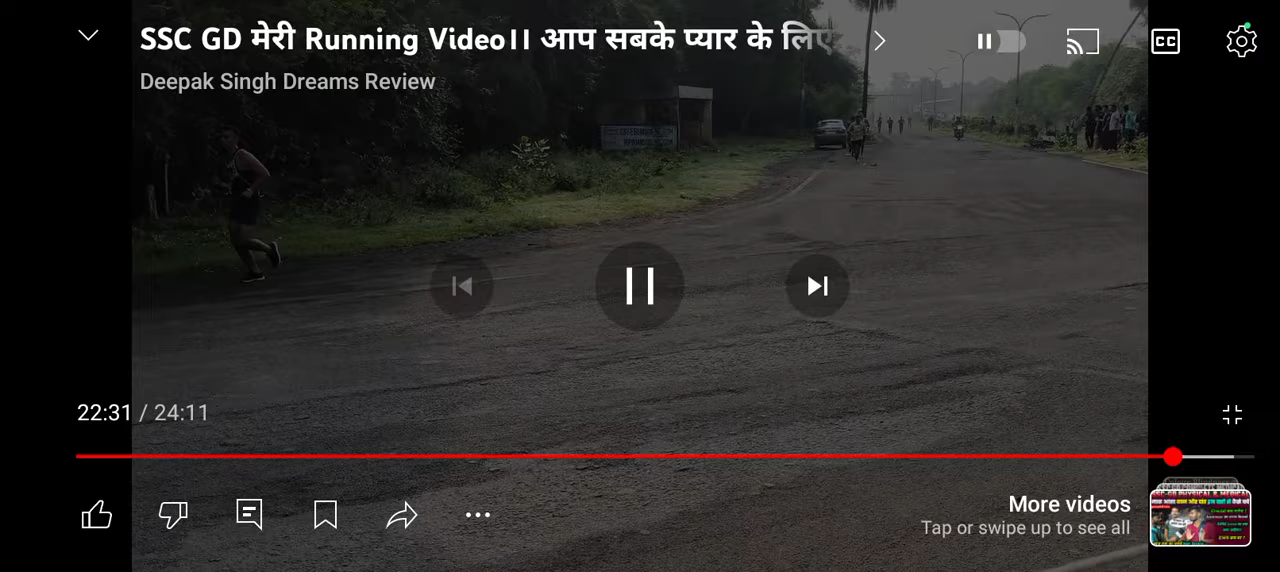 SSC GD मेरी Running Video।। आप सबके प्यार के लिए
Deepak Singh Dreams Review
CC
22:31 / 24:11
More videos
Tap or swipe up to see all